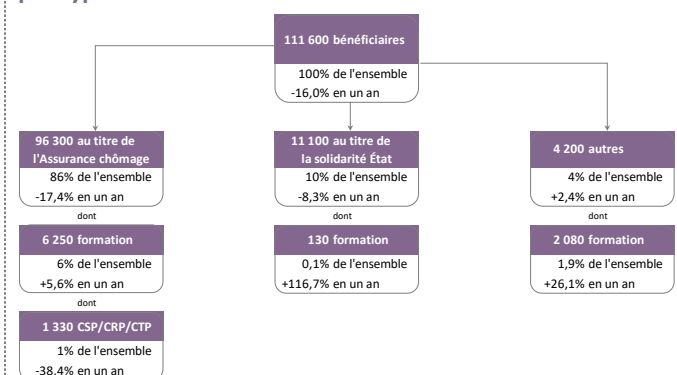 111 600 bénéficiaires
100% de l'ensemble
-16,0% en un an
96 300 au titre de
l'Assurance chômage
86% de l'ensemble
-17,4% en un an
dont
6 250 formation
6% de l'ensemble
+5,6% en un an
dont
1 330 CSP/CRP/CTP
1% de l'ensemble
-38,4% en un an
11 100 au titre de
la solidarité État
10% de l'ensemble
-8,3% en un an
dont
130 formation
0,1% de l'ensemble
+116,7% en un an
4 200 autres
4% de l'ensemble
+2,4% en un an
dont
2 080 formation
1,9% de l'ensemble
+26,1% en un an